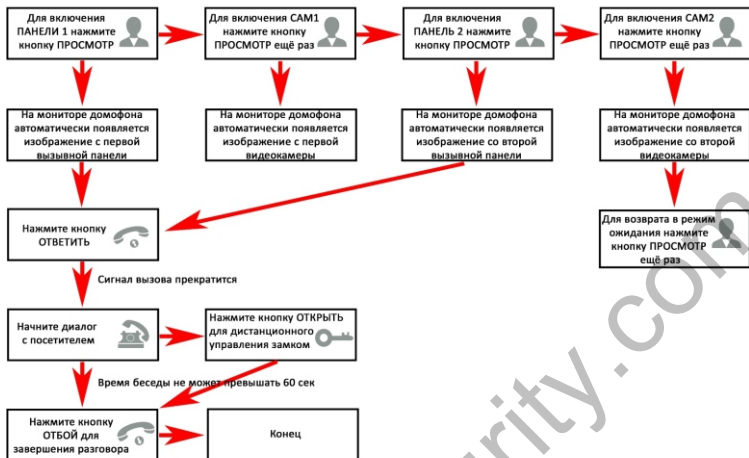 Для включения
ПАНЕЛИ 1 нажмите
кнопку ПРОСМОТР
Для включения САМ1
нажмите кнопку
ПРОСМОТР ещё раз
Для включения
ПАНЕЛЬ 2 нажмите
кнопку ПРОСМОТР
Для включения САМ2
нажмите кнопку
ПРОСМОТР ещё раз
На мониторе домофона
автоматически появляется
изображение с первой
вызывной панели
На мониторе домофона
автоматически появляется
изображение с первой
видеокамеры
На мониторе домофона
автоматически появляется
изображение со второй
вызывной панели
На мониторе домофона
автоматически появляется
изображение со второй
видеокамеры
Нажмите кнопку
ОТВЕТИТЬ
Для возврата в режим
ожидания нажмите
кнопку ПРОСМОТР
ещё раз
Сигнал вызова прекратится
Начните диалог
с посетителем
Нажмите кнопку ОТКРЫТЬ
для дистанционного
управления замком
Время беседы не может превышать 60 сек
Нажмите кнопку
ОТБОЙ для
завершения разговора
Конец
rity.com